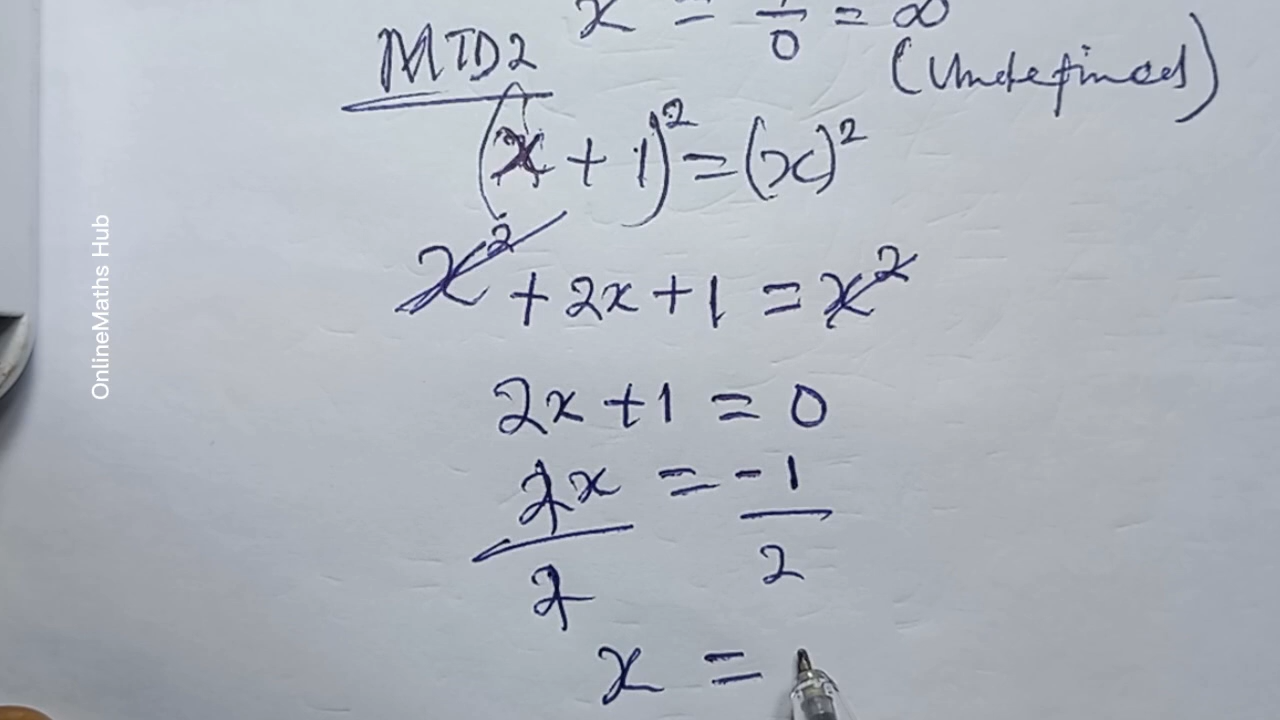 x = 1/0 = ∞
MTD2
(Undefined)
(x + 1)² = (x)²
x² + 2x + 1 = x²
2x + 1 = 0
2x/2 = -1/2
x =
OnlineMaths Hub